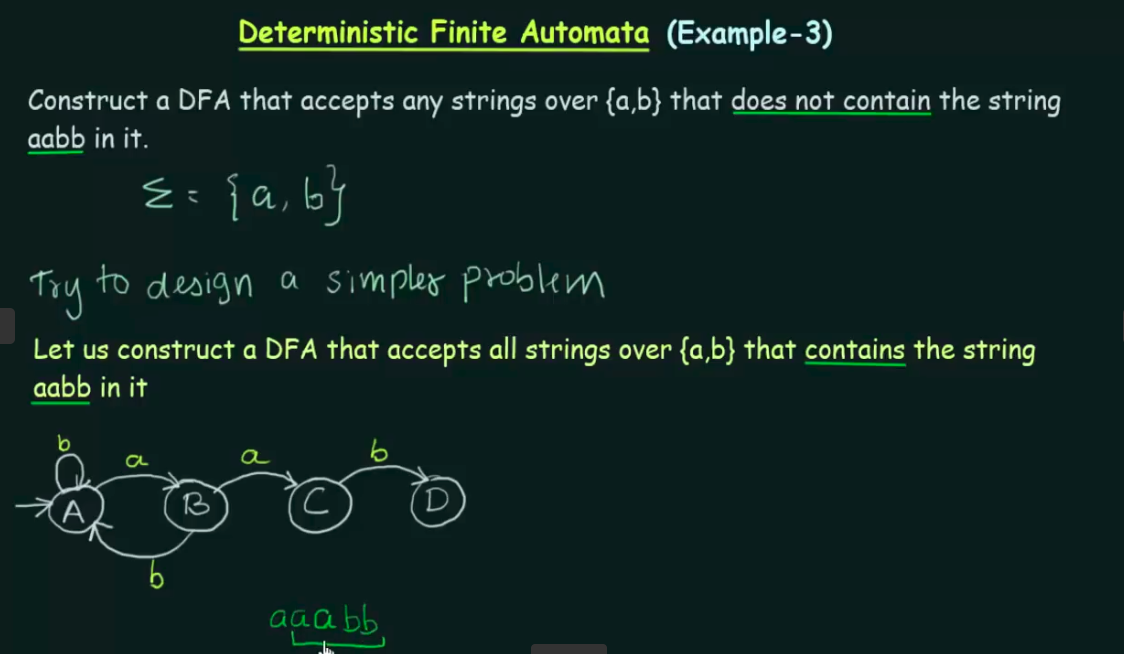 Deterministic Finite Automata (Example-3)
Construct a DFA that accepts any strings over {a,b} that does not contain the string
aabb in it.
Σ = {a, b}
Try to design a simpler problem
Let us construct a DFA that accepts all strings over {a,b} that contains the string
aabb in it
b
a a b
A B C D
b
aaabb